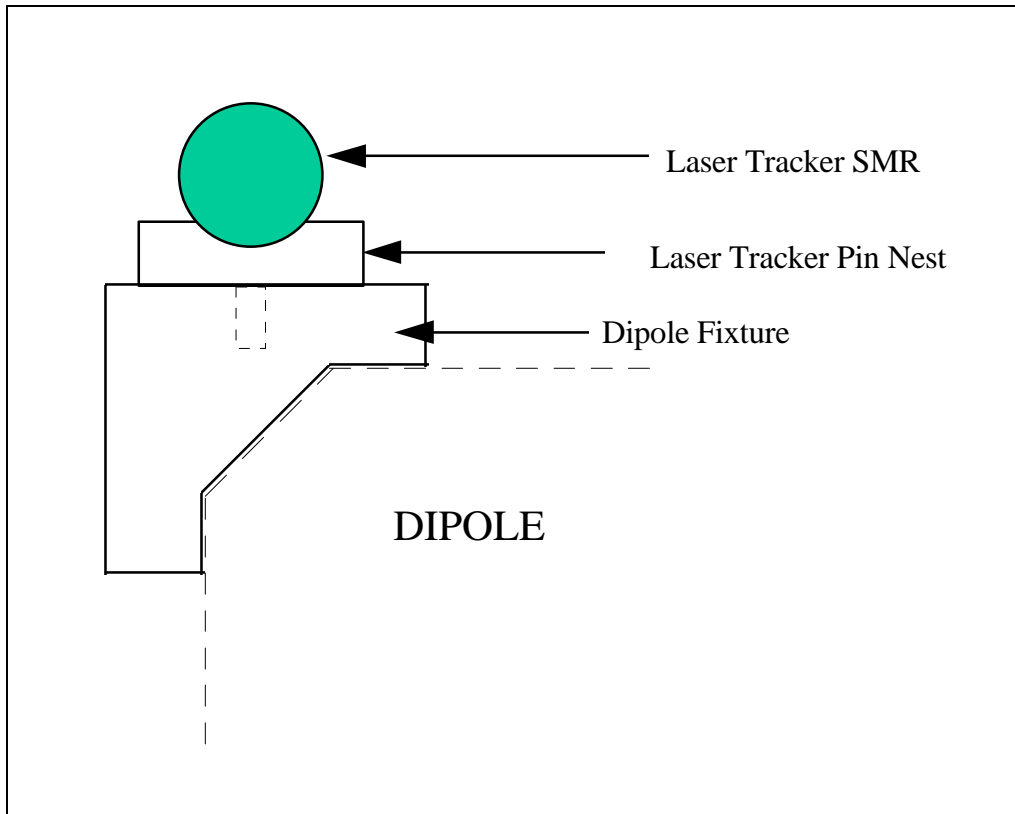 Laser Tracker SMR
Laser Tracker Pin Nest
Dipole Fixture
DIPOLE